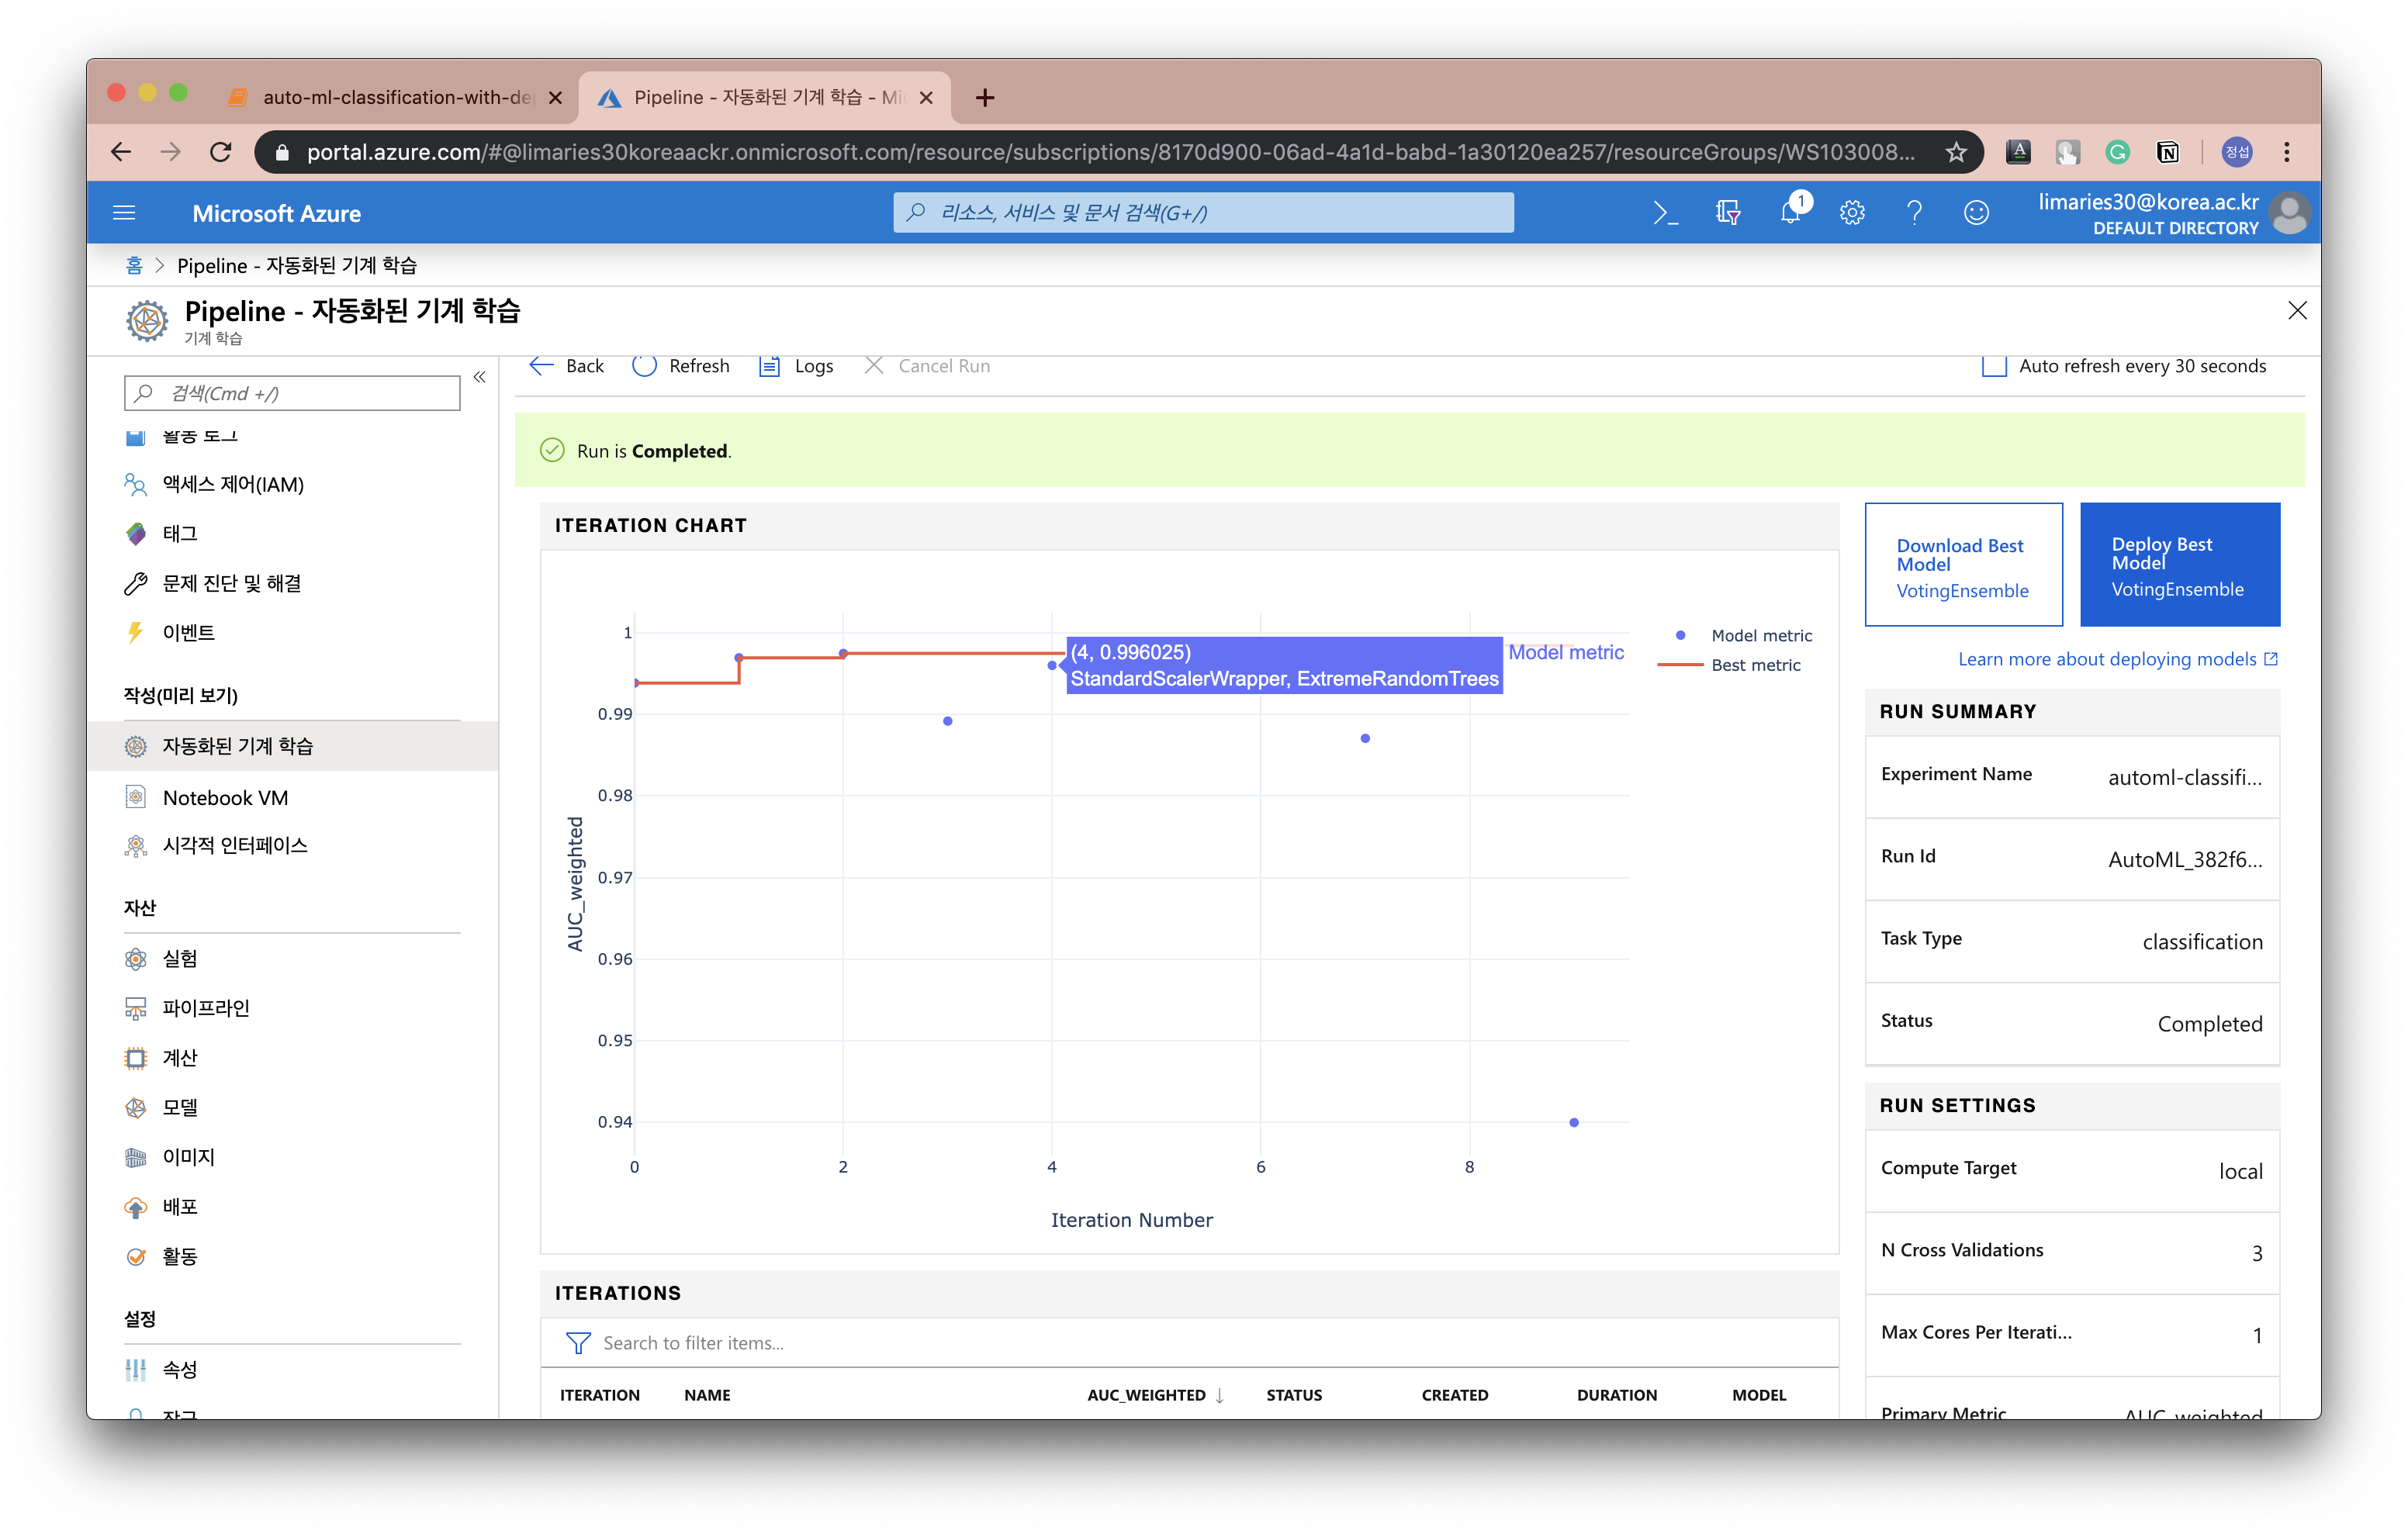 auto-ml-classification-with-dep
Pipeline - 자동화된 기계 학습 - Mic
portal.azure.com/#@limaries30koreaackr.onmicrosoft.com/resource/subscriptions/8170d900-06ad-4a1d-babd-1a30120ea257/resourceGroups/WS103008...
정섭
Microsoft Azure
리소스, 서비스 및 문서 검색(G+/)
1
limaries30@korea.ac.kr
DEFAULT DIRECTORY
홈 > Pipeline - 자동화된 기계 학습
Pipeline - 자동화된 기계 학습
기계 학습
검색(Cmd +/)
«
Back
Refresh
Logs
Cancel Run
Auto refresh every 30 seconds
활동 로그
액세스 제어(IAM)
태그
문제 진단 및 해결
이벤트
작성(미리 보기)
자동화된 기계 학습
Notebook VM
시각적 인터페이스
자산
실험
파이프라인
계산
모델
이미지
배포
활동
설정
속성
잠금
Run is Completed.
ITERATION CHART
1
0.99
0.98
0.97
0.96
0.95
0.94
AUC_weighted
0
2
4
6
8
Iteration Number
(4, 0.996025)
StandardScalerWrapper, ExtremeRandomTrees
Model metric
Model metric
Best metric
ITERATIONS
Search to filter items...
ITERATION
NAME
AUC_WEIGHTED ↓
STATUS
CREATED
DURATION
MODEL
Download Best
Model
VotingEnsemble
Deploy Best
Model
VotingEnsemble
Learn more about deploying models
RUN SUMMARY
Experiment Name
automl-classifi...
Run Id
AutoML_382f6...
Task Type
classification
Status
Completed
RUN SETTINGS
Compute Target
local
N Cross Validations
3
Max Cores Per Iterati...
1
Primary Metric
AUC_weighted